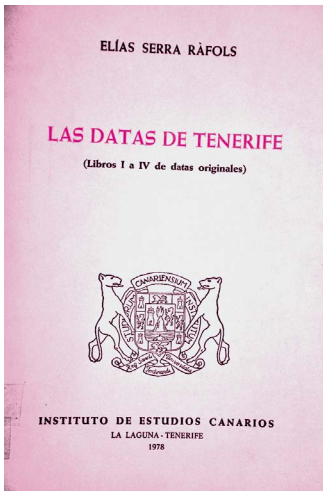 ELÍAS SERRA RÀFOLS
LAS DATAS DE TENERIFE
(Libros I a IV de datas originales)
CANARIENSIUM
INSTITUTO DE ESTUDIOS CANARIOS
LA LAGUNA - TENERIFE
1978